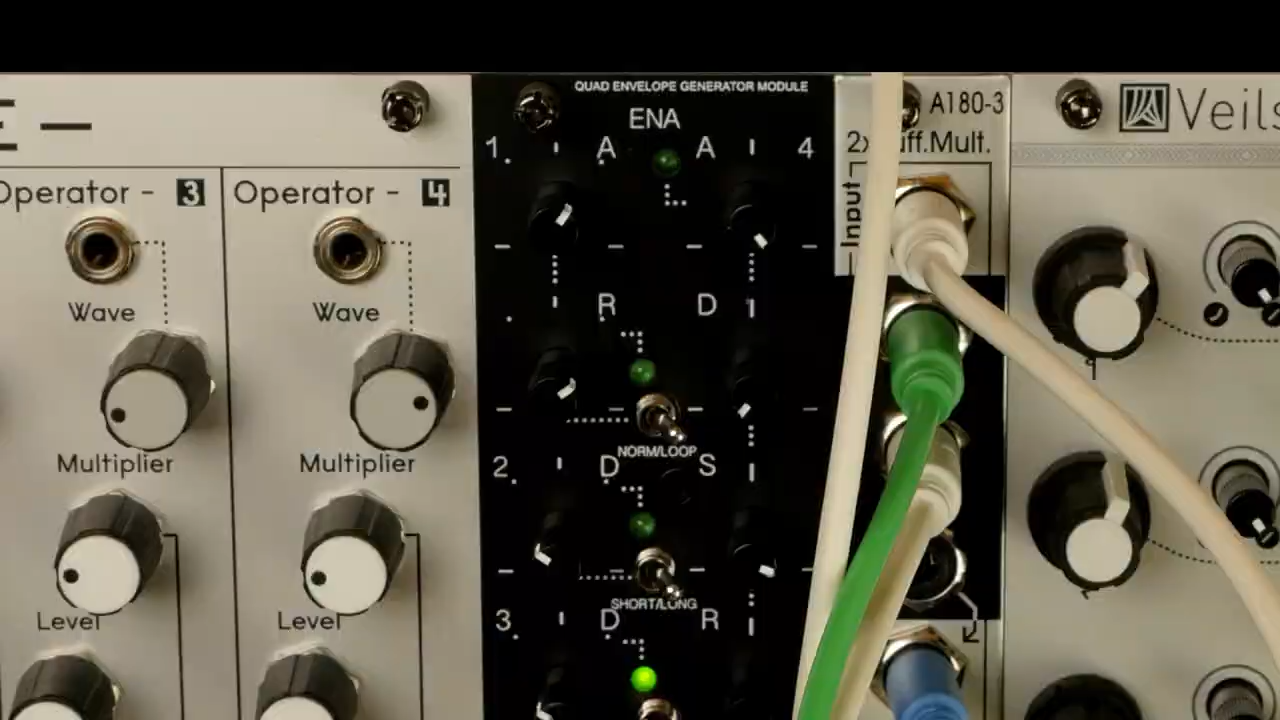 Operator - 3
Wave
Multiplier
Level
Operator - 4
Wave
Multiplier
Level
QUAD ENVELOPE GENERATOR MODULE
ENA
1. A A 4
R D
NORM/LOOP
2. D S
SHORT/LONG
3. D R
A180-3
Mult.
Input
Veils